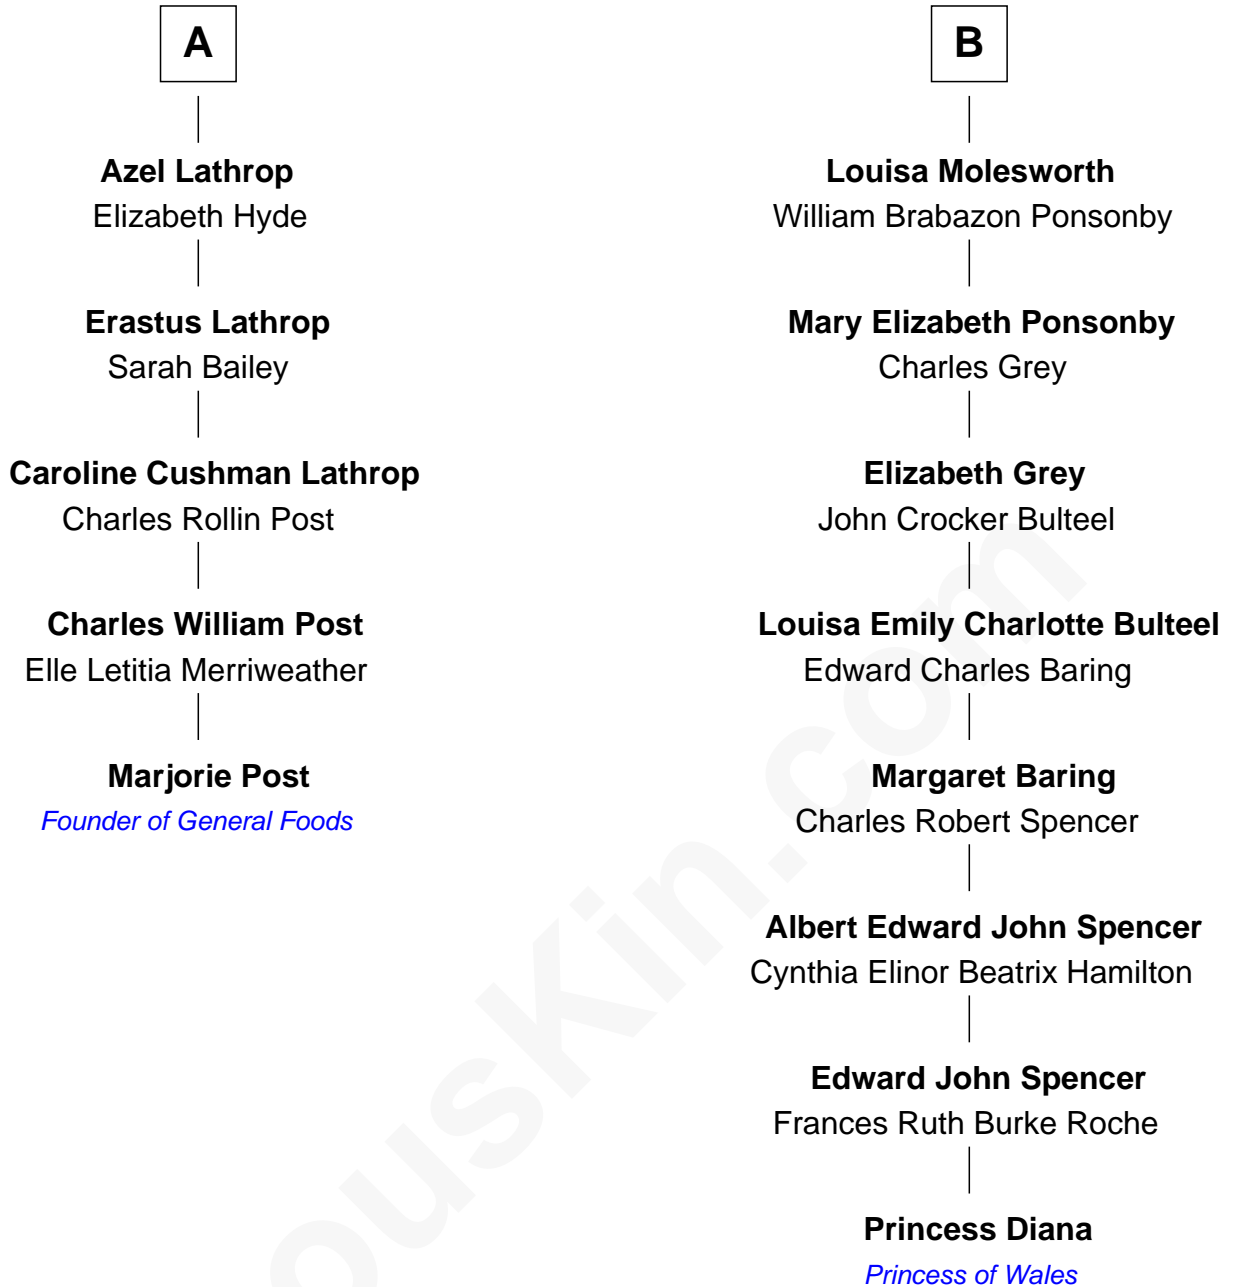 A
Azel Lathrop
Elizabeth Hyde
Erastus Lathrop
Sarah Bailey
Caroline Cushman Lathrop
Charles Rollin Post
Charles William Post
Elle Letitia Merriweather
Marjorie Post
Founder of General Foods
B
Louisa Molesworth
William Brabazon Ponsonby
Mary Elizabeth Ponsonby
Charles Grey
Elizabeth Grey
John Crocker Bulteel
Louisa Emily Charlotte Bulteel
Edward Charles Baring
Margaret Baring
Charles Robert Spencer
Albert Edward John Spencer
Cynthia Elinor Beatrix Hamilton
Edward John Spencer
Frances Ruth Burke Roche
Princess Diana
Princess of Wales
ousKin.com